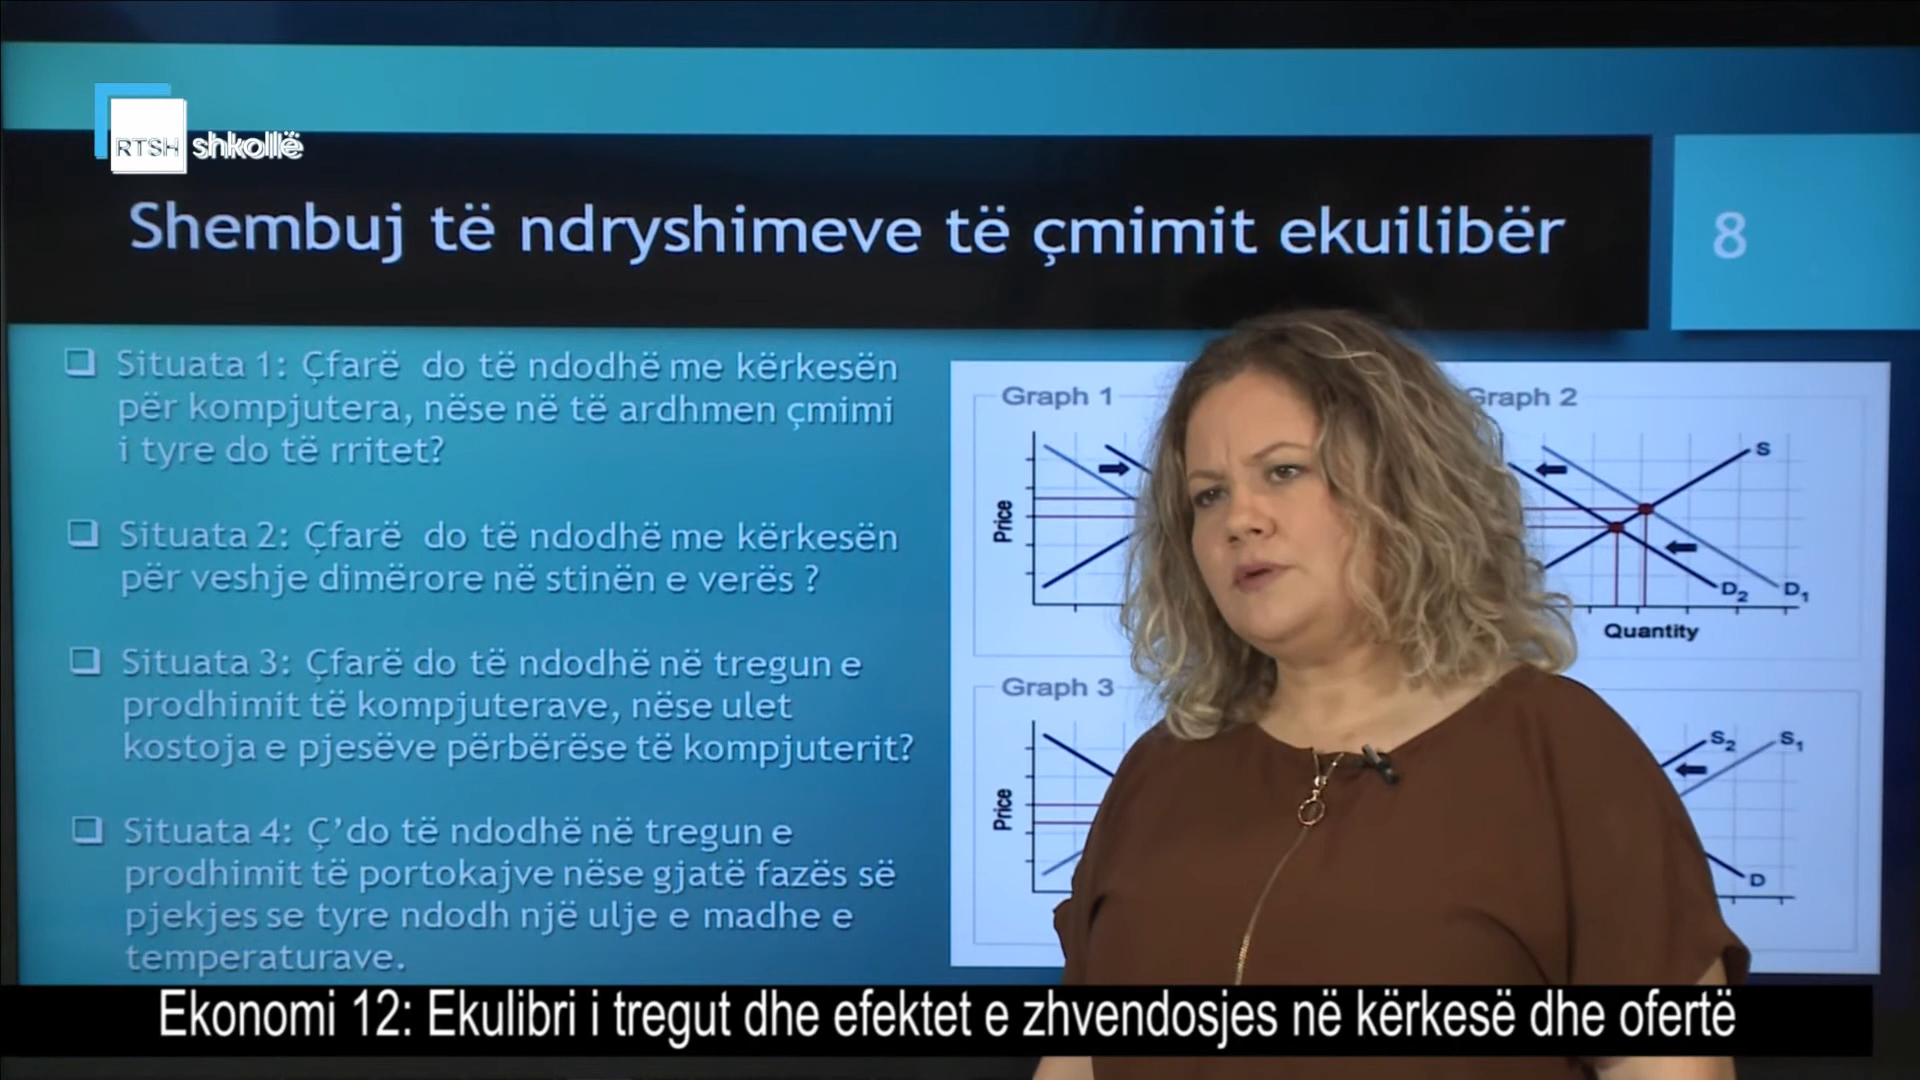 RTSH shkollë
Shembuj të ndryshimeve të çmimit ekuilibër
8
Situata 1: Çfarë do të ndodhë me kërkesën
për kompjutera, nëse në të ardhmen çmimi
i tyre do të rritet?
Situata 2: Çfarë do të ndodhë me kërkesën
për veshje dimërore në stinën e verës ?
Situata 3: Çfarë do të ndodhë në tregun e
prodhimit të kompjuterave, nëse ulet
kostoja e pjesëve përbërëse të kompjuterit?
Situata 4: Ç’do të ndodhë në tregun e
prodhimit të portokajve nëse gjatë fazës së
pjekjes se tyre ndodh një ulje e madhe e
temperaturave.
Graph 1
Price
Graph 2
S
D2
D1
Quantity
Graph 3
Price
S2
S1
D
Ekonomi 12: Ekulibri i tregut dhe efektet e zhvendosjes në kërkesë dhe ofertë